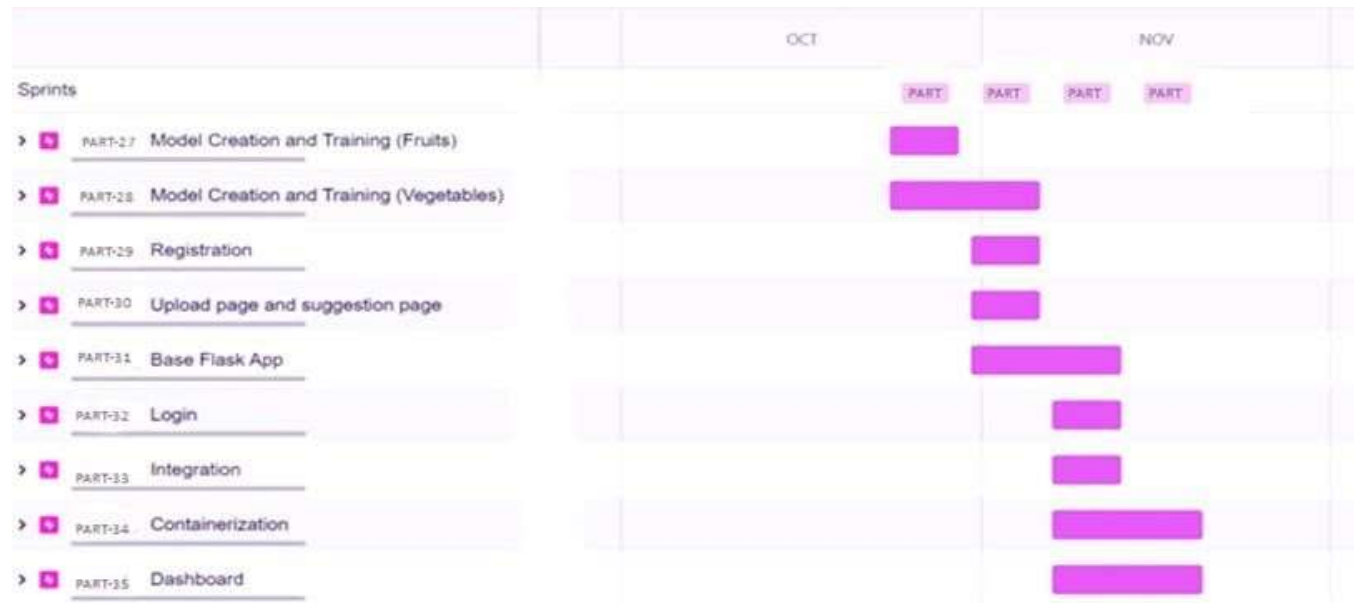 OCT NOV
Sprints PART PART PART PART
PART-27 Model Creation and Training (Fruits)
PART-28 Model Creation and Training (Vegetables)
PART-29 Registration
PART-30 Upload page and suggestion page
PART-31 Base Flask App
PART-32 Login
PART-33 Integration
PART-34 Containerization
PART-35 Dashboard